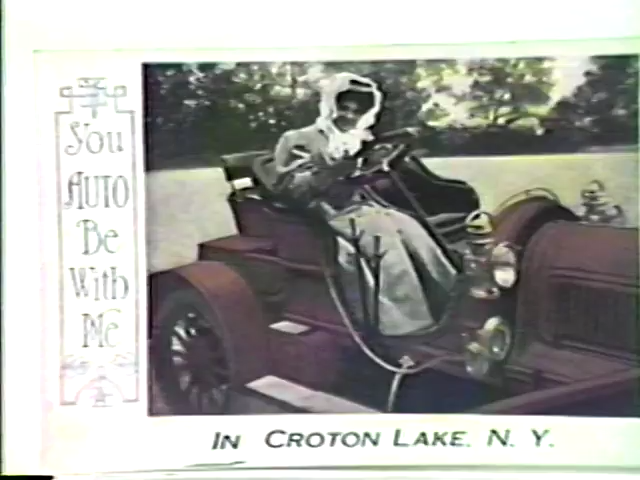 You
AUTO
Be
With
Me
IN CROTON LAKE, N. Y.